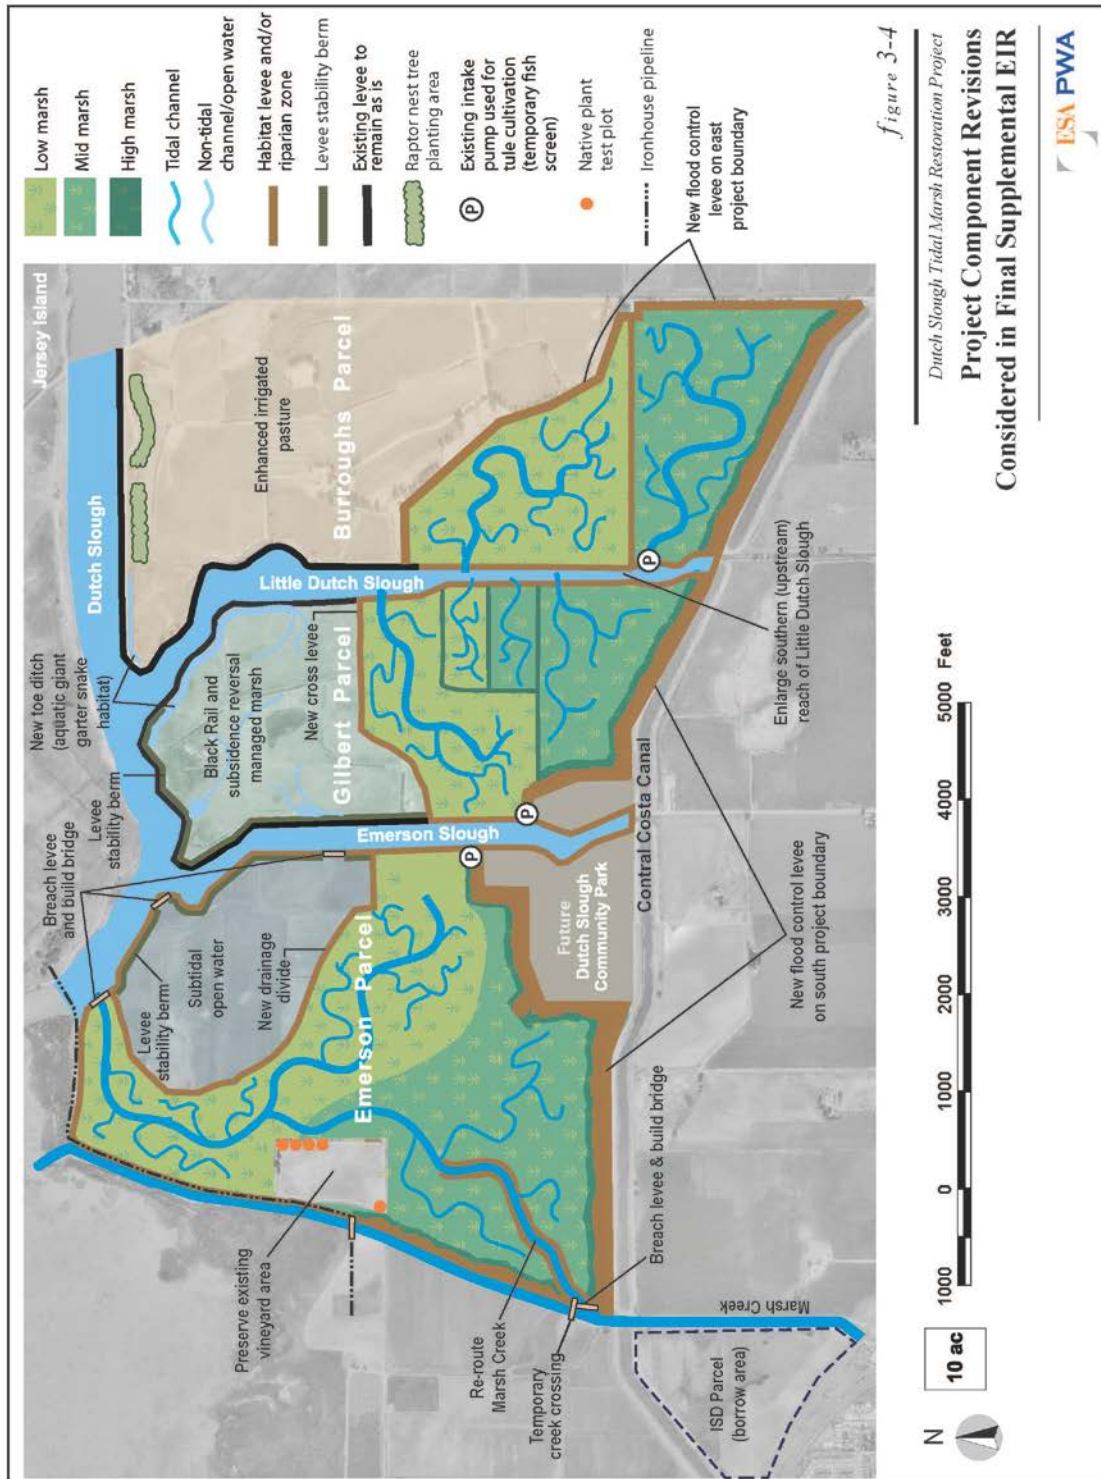 Low marsh
Mid marsh
High marsh
Tidal channel
Non-tidal
channel/open water
Habitat levee and/or
riparian zone
Levee stability berm
Existing levee to
remain as is
Raptor nest tree
planting area
P
Existing intake
pump used for
tule cultivation
(temporary fish
screen)
Native plant
test plot
Ironhouse pipeline
Jersey Island
Dutch Slough
New toe ditch
(aquatic giant
garter snake
habitat)
Breach levee
and build bridge
Levee
stability berm
Levee
stability berm
Subtidal
open water
New drainage
divide
Black Rail and
subsidence reversal
managed marsh
New cross levee
Enhanced irrigated
pasture
Burroughs Parcel
Little Dutch Slough
Gilbert Parcel
Emerson Slough
Emerson Parcel
P
P
P
New flood control
levee on east
project boundary
Preserve existing
vineyard area
Re-route
Marsh Creek
Temporary
creek crossing
Future
Dutch Slough
Community Park
Contral Costa Canal
Enlarge southern (upstream)
reach of Little Dutch Slough
New flood control levee
on south project boundary
Breach levee & build bridge
Marsh Creek
ISD Parcel
(borrow area)
N
10 ac
1000
0
1000
2000
3000
4000
5000 Feet
figure 3-4
Dutch Slough Tidal Marsh Restoration Project
Project Component Revisions
Considered in Final Supplemental EIR
ESA PWA